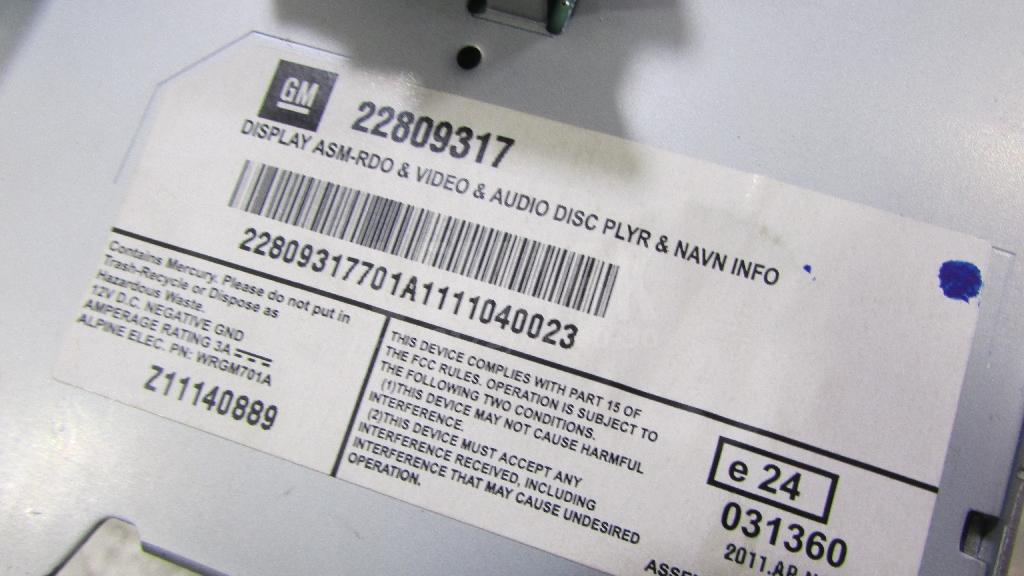 GM
22809317
DISPLAY ASM-RDO & VIDEO & AUDIO DISC PLYR & NAVN INFO
22809317701A1111040023
Contains Mercury. Please do not put in
Trash-Recycle or Dispose as
Hazardous Waste.
12V D.C. NEGATIVE GND
AMPERAGE RATING 3A
ALPINE ELEC. PN: WRGM701A
Z11140889
THIS DEVICE COMPLIES WITH PART 15 OF
THE FCC RULES. OPERATION IS SUBJECT TO
THE FOLLOWING TWO CONDITIONS.
(1)THIS DEVICE MAY NOT CAUSE HARMFUL
INTERFERENCE.
(2)THIS DEVICE MUST ACCEPT ANY
INTERFERENCE RECEIVED, INCLUDING
INTERFERENCE THAT MAY CAUSE UNDESIRED
OPERATION.
e 24
031360
2011.AP